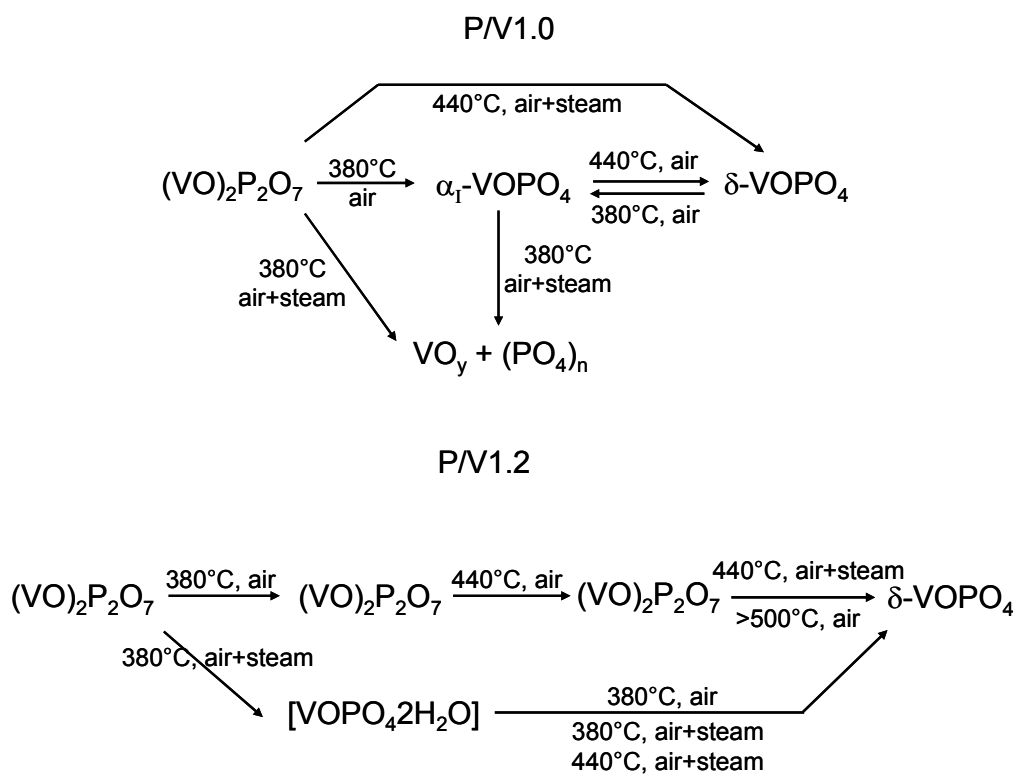 P/V1.0
440°C, air+steam
(VO)₂P₂O₇ 380°C air α_I-VOPO₄ 440°C, air 380°C, air δ-VOPO₄
380°C
air+steam
380°C
air+steam
VO_y + (PO₄)ₙ
P/V1.2
(VO)₂P₂O₇ 380°C, air (VO)₂P₂O₇ 440°C, air (VO)₂P₂O₇ 440°C, air+steam >500°C, air δ-VOPO₄
380°C, air+steam
[VOPO₄2H₂O] 380°C, air
380°C, air+steam
440°C, air+steam